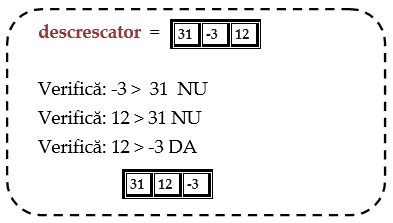 descrescator = 31 -3 12
Verifică: -3 > 31 NU
Verifică: 12 > 31 NU
Verifică: 12 > -3 DA
31 12 -3